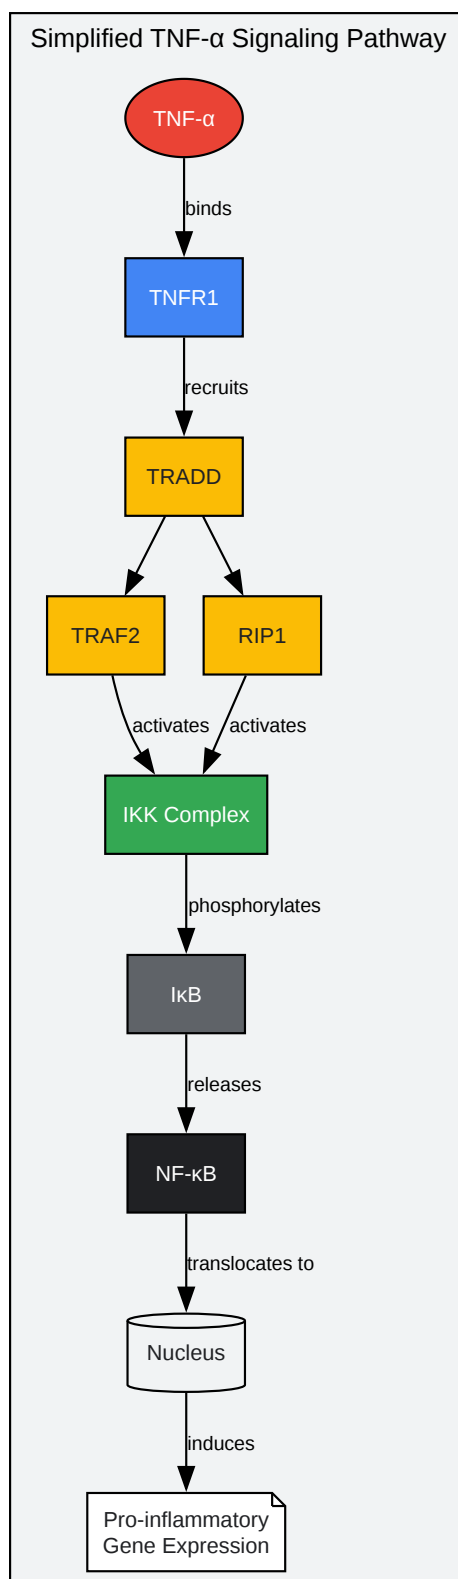 Simplified TNF-α Signaling Pathway
TNF-α
binds
TNFR1
recruits
TRADD
TRAF2
RIP1
activates
activates
IKK Complex
phosphorylates
IκB
releases
NF-κB
translocates to
Nucleus
induces
Pro-inflammatory
Gene Expression